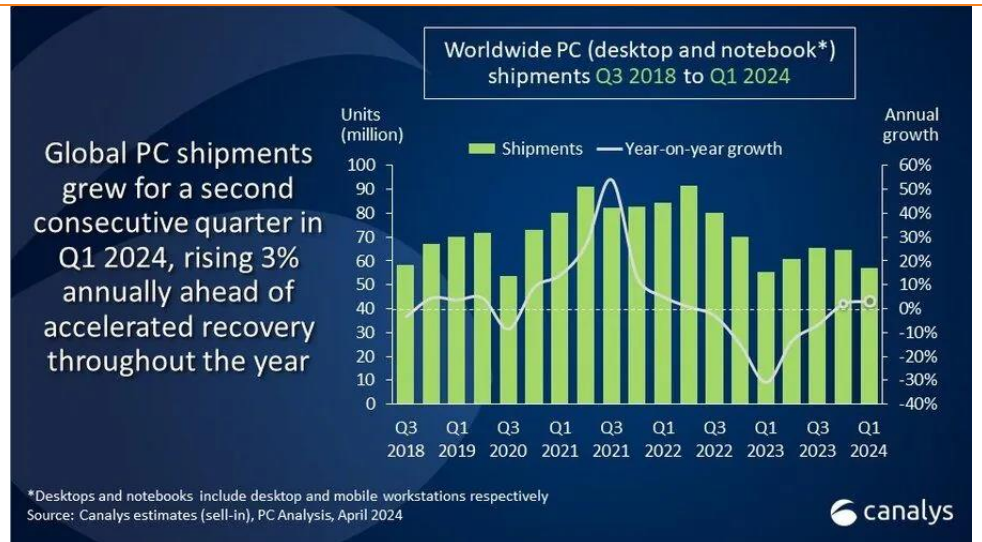 Worldwide PC (desktop and notebook*)
shipments Q3 2018 to Q1 2024
Global PC shipments
grew for a second
consecutive quarter in
Q1 2024, rising 3%
annually ahead of
accelerated recovery
throughout the year
Units
(million)
Annual
growth
Shipments
Year-on-year growth
100
90
80
70
60
50
40
30
20
10
0
60%
50%
40%
30%
20%
10%
0%
-10%
-20%
-30%
-40%
Q3 Q1 Q3 Q1 Q3 Q1 Q3 Q1 Q3 Q1
2018 2019 2020 2021 2021 2022 2022 2023 2023 2024
*Desktops and notebooks include desktop and mobile workstations respectively
Source: Canalys estimates (sell-in), PC Analysis, April 2024
canalys